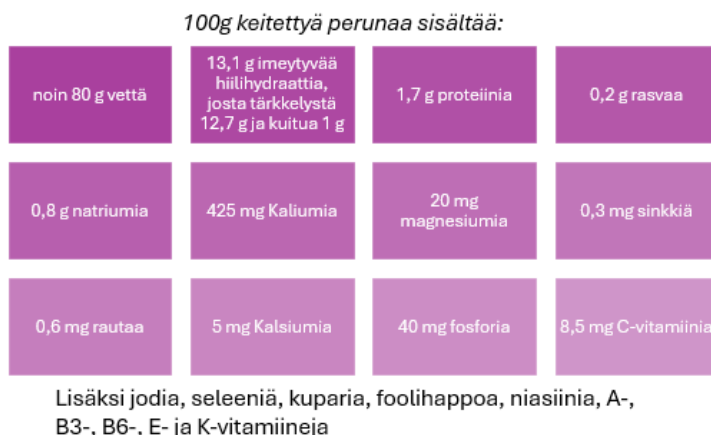 100g keitettyä perunaa sisältää:
noin 80 g vettä
13,1 g imeytyvää
hiilihydraattia,
josta tärkkelystä
12,7 g ja kuitua 1 g
1,7 g proteiinia
0,2 g rasvaa
0,8 g natriumia
425 mg Kaliumia
20 mg
magnesiumia
0,3 mg sinkkiä
0,6 mg rautaa
5 mg Kalsiumia
40 mg fosforia
8,5 mg C-vitamiinia
Lisäksi jodia, seleeniä, kuparia, foolihappoa, niasiinia, A-,
B3-, B6-, E- ja K-vitamiineja